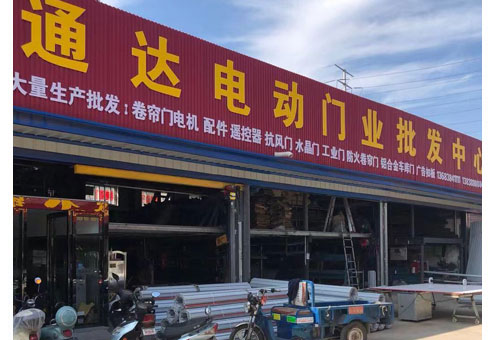 通达电动门业批发中心
大量生产批发：卷帘门电机 配件 遥控器 抗风门 水晶门 工业门 防火卷帘门 铝合金车库门 广告扣板